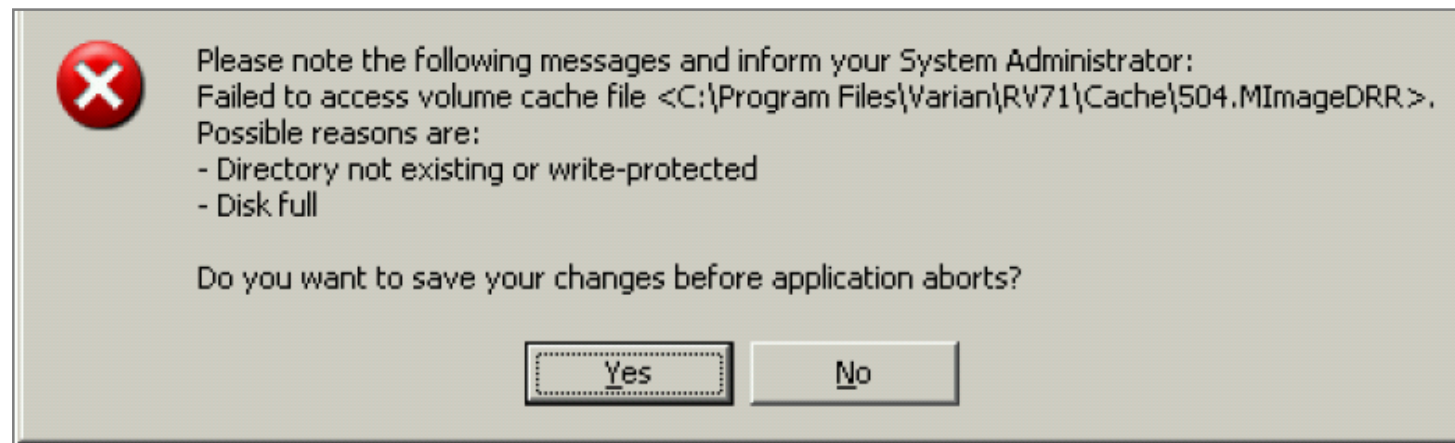 Please note the following messages and inform your System Administrator:
Failed to access volume cache file <C:\Program Files\Varian\RV71\Cache\504.MImageDRR>.
Possible reasons are:
- Directory not existing or write-protected
- Disk full
Do you want to save your changes before application aborts?
Yes
No